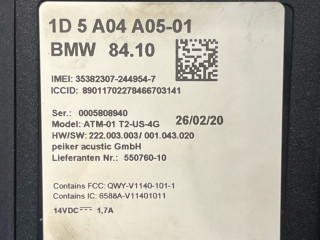 1D 5 A04 A05-01
BMW 84.10
IMEI: 35382307-244954-7
ICCID: 89011702278466703141
Ser.: 0005808940
Model: ATM-01 T2-US-4G 26/02/20
HW/SW: 222.003.003/ 001.043.020
peiker acustic GmbH
Lieferanten Nr.: 550760-10
Contains FCC: QWY-V1140-101-1
Contains IC: 6588A-V11401011
14VDC⎓ 1,7A